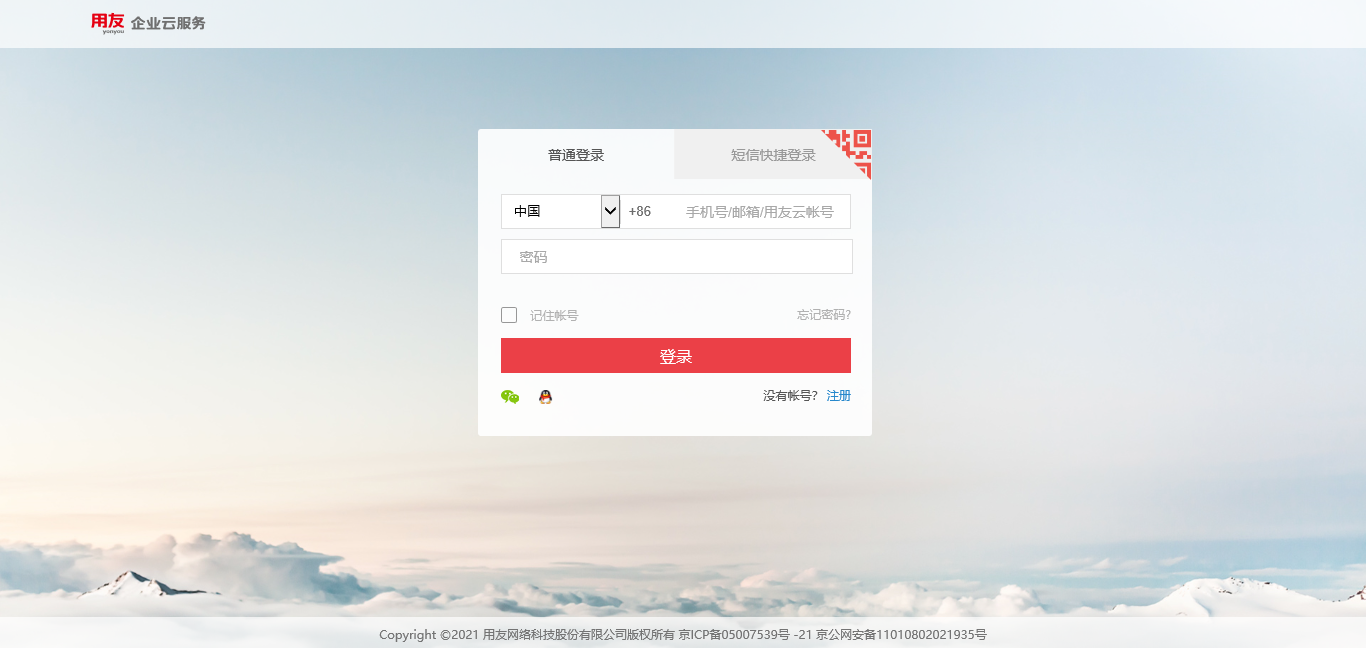 用友 yonyou 企业云服务
普通登录 短信快捷登录
中国 +86 手机号/邮箱/用友云帐号
密码
记住帐号 忘记密码?
登录
没有帐号? 注册
Copyright ©2021 用友网络科技股份有限公司版权所有 京ICP备05007539号 -21 京公网安备11010802021935号